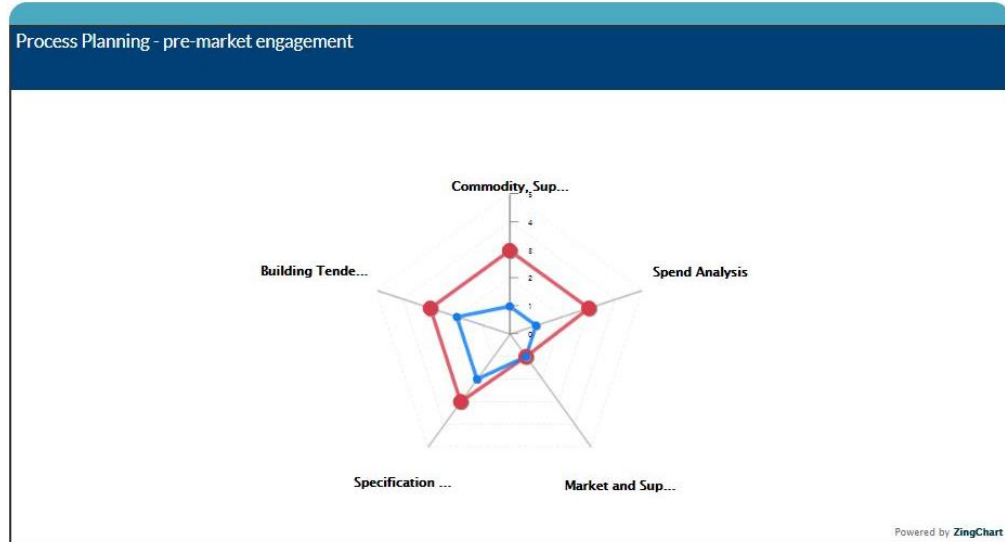 Process Planning - pre-market engagement
Commodity, Sup...
5
4
3
2
1
0
Building Tende...
Spend Analysis
Specification ...
Market and Sup...
Powered by ZingChart